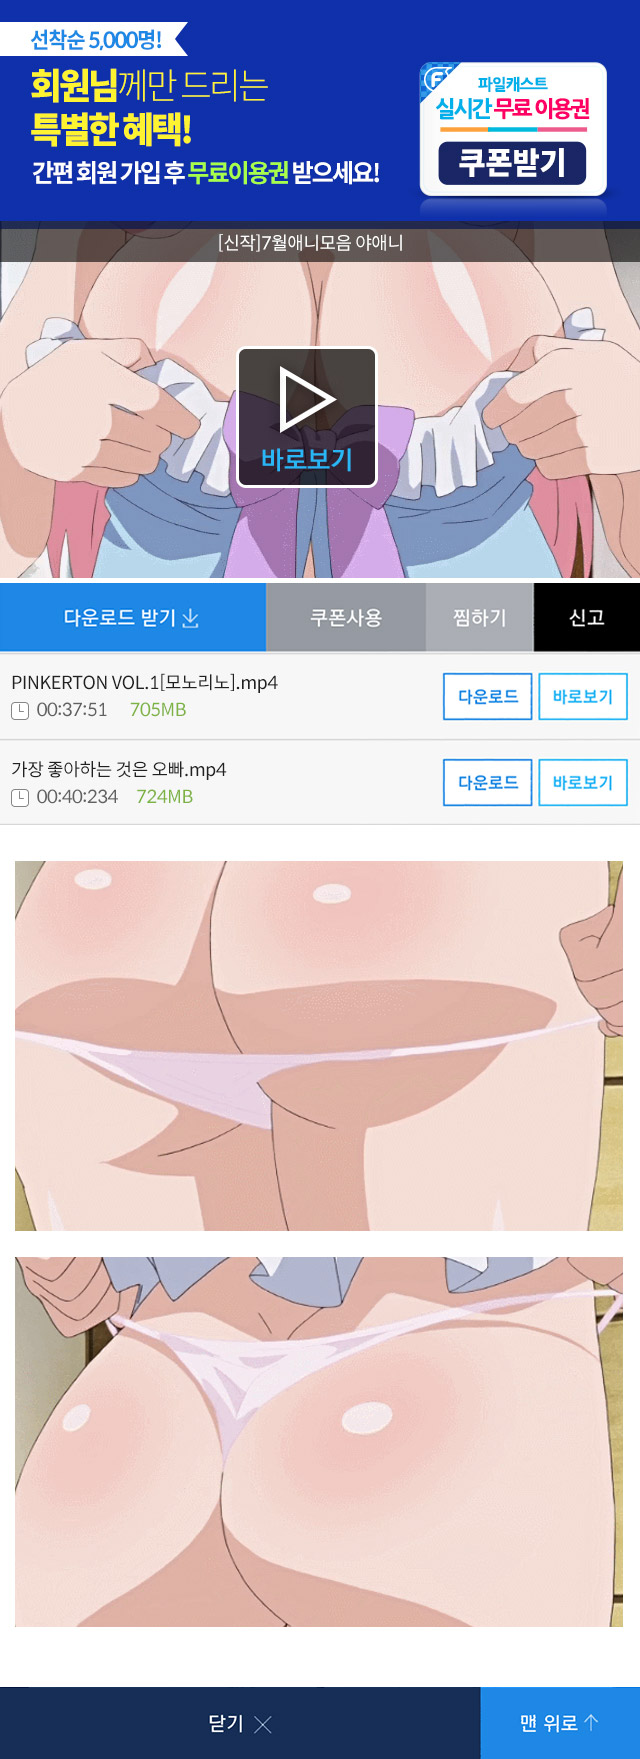 선착순 5,000명!
회원님께만 드리는
특별한 혜택!
간편 회원 가입 후 무료이용권 받으세요!
파일캐스트
실시간 무료 이용권
쿠폰받기
[신작]7월애니모음 야애니
바로보기
다운로드 받기 쿠폰사용 찜하기 신고
PINKERTON VOL.1[모노리노].mp4
00:37:51 705MB
다운로드 바로보기
가장 좋아하는 것은 오빠.mp4
00:40:234 724MB
다운로드 바로보기
닫기 맨 위로